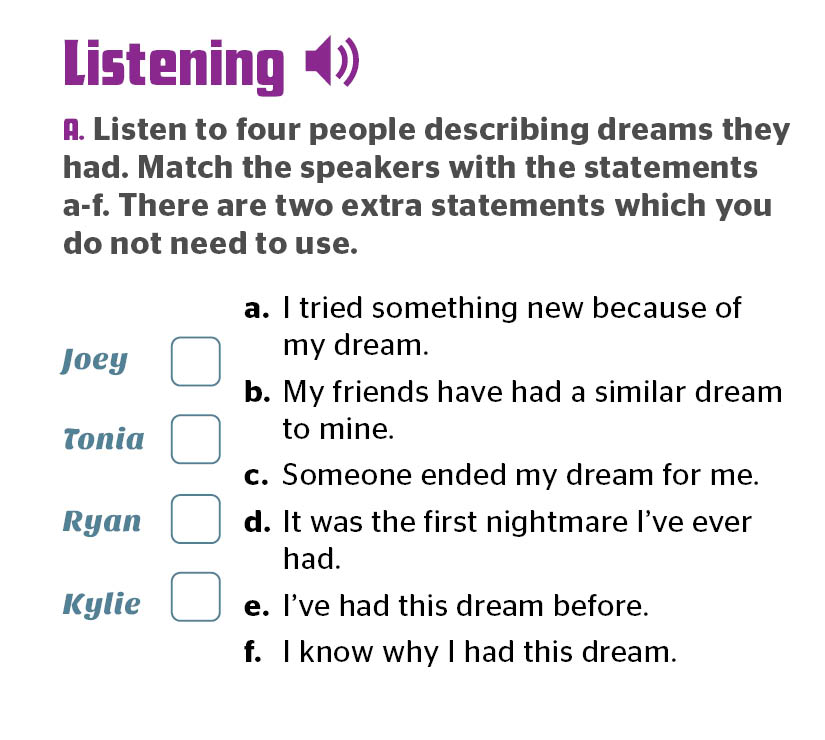 Listening
A. Listen to four people describing dreams they
had. Match the speakers with the statements
a-f. There are two extra statements which you
do not need to use.
Joey
Tonia
Ryan
Kylie
a. I tried something new because of
my dream.
b. My friends have had a similar dream
to mine.
c. Someone ended my dream for me.
d. It was the first nightmare I’ve ever
had.
e. I’ve had this dream before.
f. I know why I had this dream.